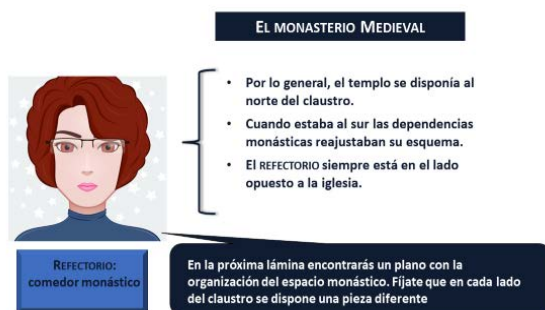 EL MONASTERIO MEDIEVAL
• Por lo general, el templo se disponía al
norte del claustro.
• Cuando estaba al sur las dependencias
monásticas reajustaban su esquema.
• El REFECTORIO siempre está en el lado
opuesto a la iglesia.
REFECTORIO:
comedor monástico
En la próxima lámina encontrarás un plano con la
organización del espacio monástico. Fíjate que en cada lado
del claustro se dispone una pieza diferente